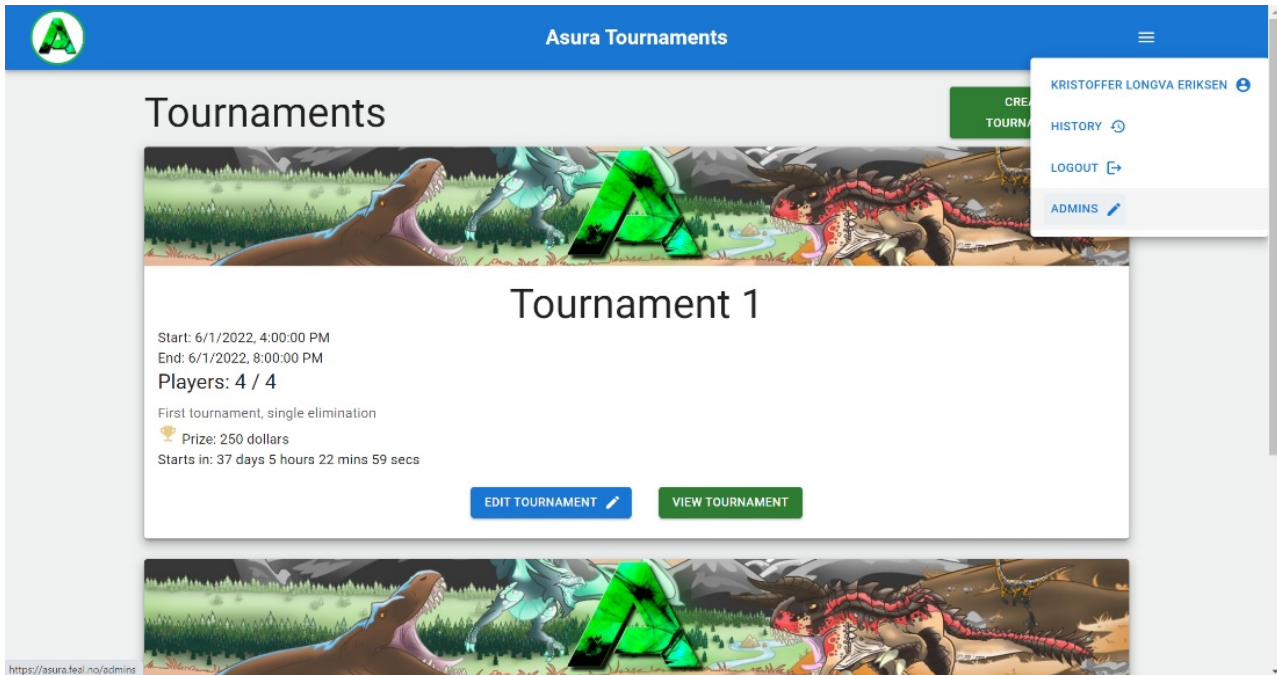 Asura Tournaments
KRISTOFFER LONGVA ERIKSEN
HISTORY
LOGOUT
ADMINS
Tournaments
CRE
TOURNA
Tournament 1
Start: 6/1/2022, 4:00:00 PM
End: 6/1/2022, 8:00:00 PM
Players: 4 / 4
First tournament, single elimination
Prize: 250 dollars
Starts in: 37 days 5 hours 22 mins 59 secs
EDIT TOURNAMENT
VIEW TOURNAMENT
https://asura.feal.no/admins